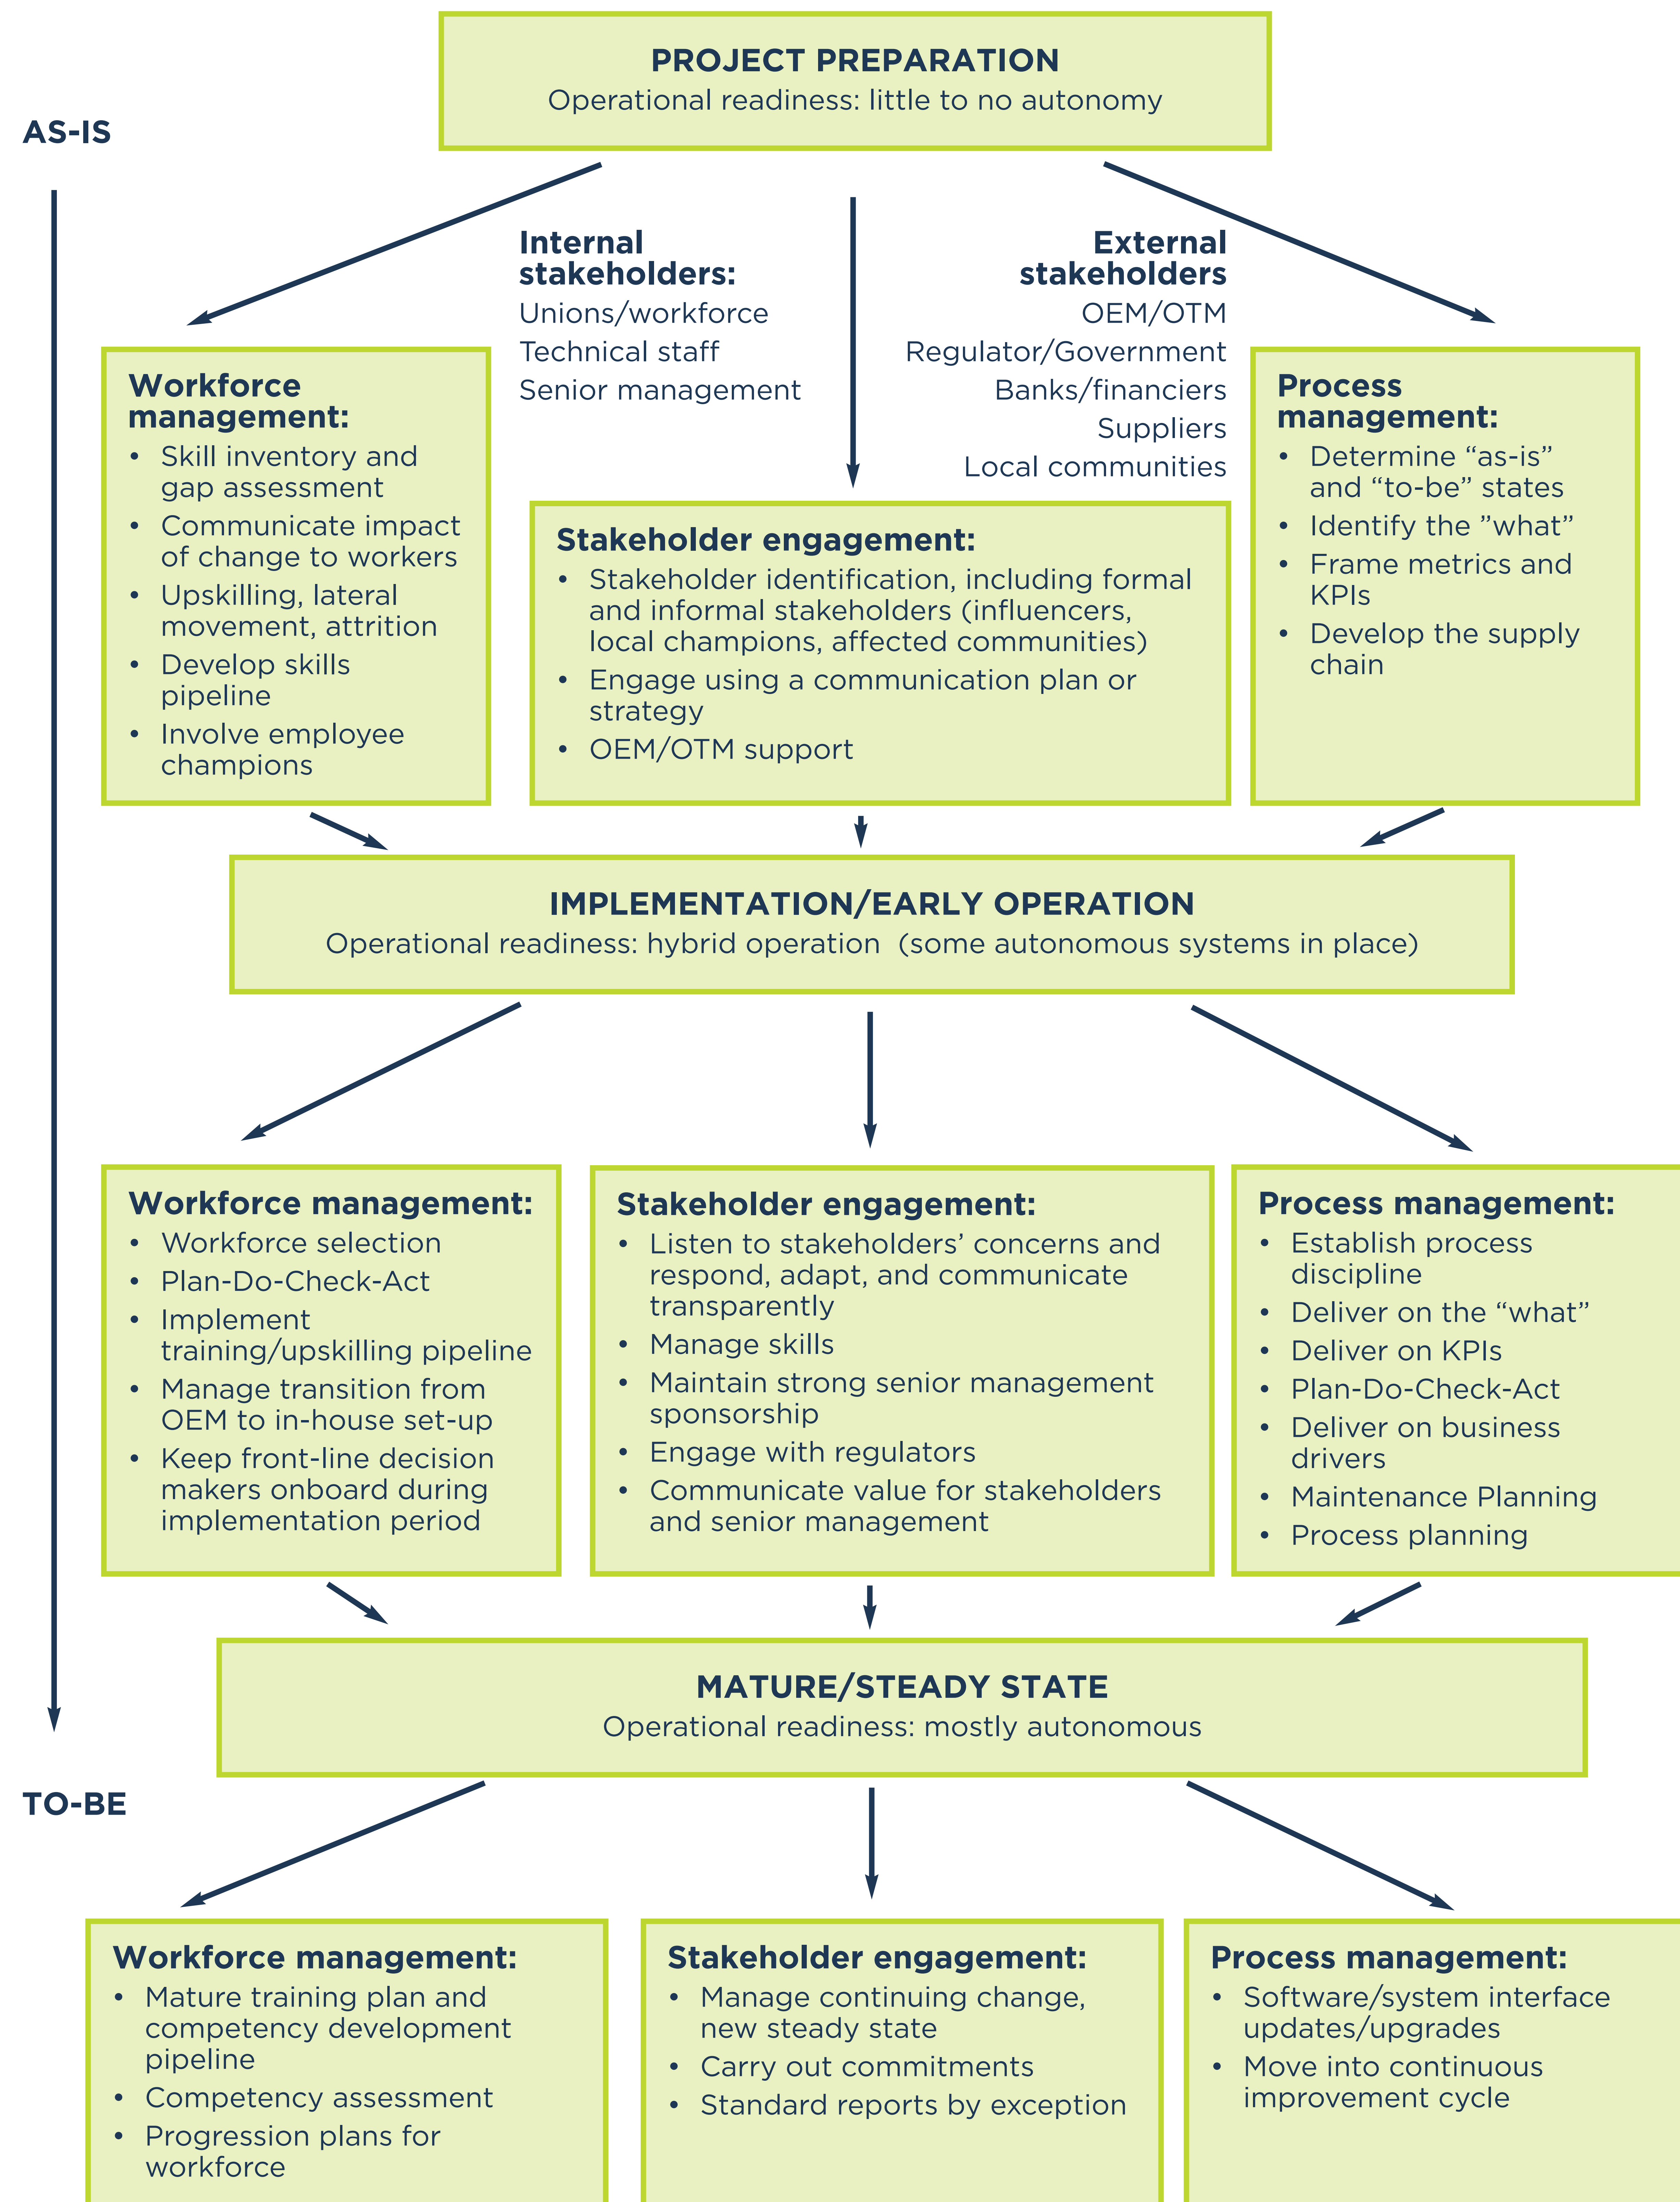 PROJECT PREPARATION
Operational readiness: little to no autonomy
AS-IS
Internal
stakeholders:
Unions/workforce
Technical staff
Senior management
External
stakeholders
OEM/OTM
Regulator/Government
Banks/financiers
Suppliers
Local communities
Workforce
management:
• Skill inventory and
gap assessment
• Communicate impact
of change to workers
• Upskilling, lateral
movement, attrition
• Develop skills
pipeline
• Involve employee
champions
Stakeholder engagement:
• Stakeholder identification, including formal
and informal stakeholders (influencers,
local champions, affected communities)
• Engage using a communication plan or
strategy
• OEM/OTM support
Process
management:
• Determine “as-is”
and “to-be” states
• Identify the ”what”
• Frame metrics and
KPIs
• Develop the supply
chain
IMPLEMENTATION/EARLY OPERATION
Operational readiness: hybrid operation  (some autonomous systems in place)
Workforce management:
• Workforce selection
• Plan-Do-Check-Act
• Implement
training/upskilling pipeline
• Manage transition from
OEM to in-house set-up
• Keep front-line decision
makers onboard during
implementation period
Stakeholder engagement:
• Listen to stakeholders’ concerns and
respond, adapt, and communicate
transparently
• Manage skills
• Maintain strong senior management
sponsorship
• Engage with regulators
• Communicate value for stakeholders
and senior management
Process management:
• Establish process
discipline
• Deliver on the “what”
• Deliver on KPIs
• Plan-Do-Check-Act
• Deliver on business
drivers
• Maintenance Planning
• Process planning
MATURE/STEADY STATE
Operational readiness: mostly autonomous
TO-BE
Workforce management:
• Mature training plan and
competency development
pipeline
• Competency assessment
• Progression plans for
workforce
Stakeholder engagement:
• Manage continuing change,
new steady state
• Carry out commitments
• Standard reports by exception
Process management:
• Software/system interface
updates/upgrades
• Move into continuous
improvement cycle